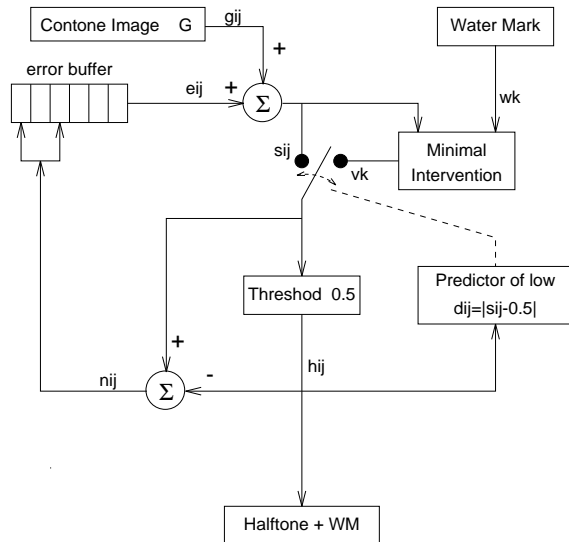 Contone Image G
gij
Water Mark
error buffer
+
+
eij
Σ
wk
sij
vk
Minimal
Intervention
Threshod 0.5
Predictor of low
dij=|sij-0.5|
+
nij
Σ
-
hij
Halftone + WM